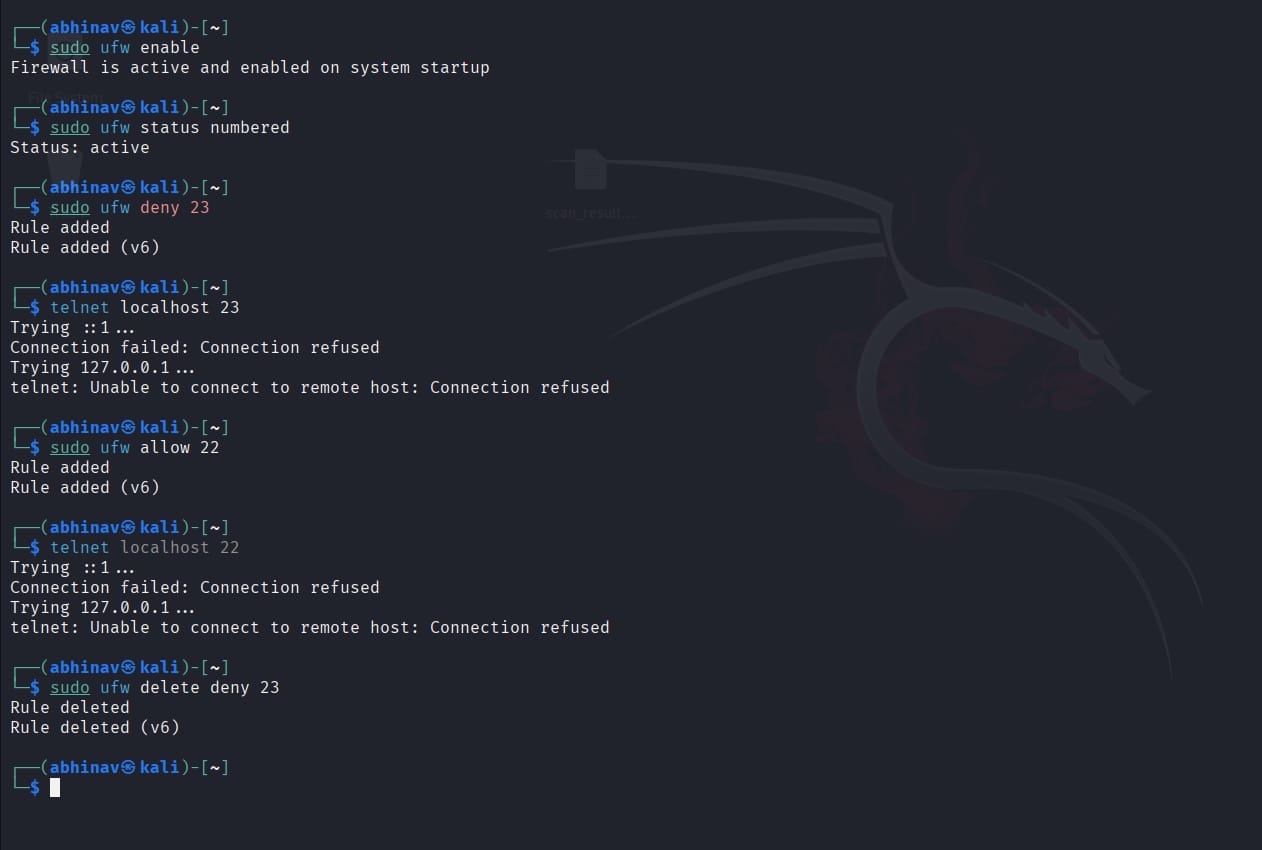 ┌──(abhinav㉿kali)-[~]
└─$ sudo ufw enable
Firewall is active and enabled on system startup
File System
┌──(abhinav㉿kali)-[~]
└─$ sudo ufw status numbered
Status: active
┌──(abhinav㉿kali)-[~]
└─$ sudo ufw deny 23
scan_result...
Rule added
Rule added (v6)
┌──(abhinav㉿kali)-[~]
└─$ telnet localhost 23
Trying ::1...
Connection failed: Connection refused
Trying 127.0.0.1...
telnet: Unable to connect to remote host: Connection refused
┌──(abhinav㉿kali)-[~]
└─$ sudo ufw allow 22
Rule added
Rule added (v6)
┌──(abhinav㉿kali)-[~]
└─$ telnet localhost 22
Trying ::1...
Connection failed: Connection refused
Trying 127.0.0.1...
telnet: Unable to connect to remote host: Connection refused
┌──(abhinav㉿kali)-[~]
└─$ sudo ufw delete deny 23
Rule deleted
Rule deleted (v6)
┌──(abhinav㉿kali)-[~]
└─$